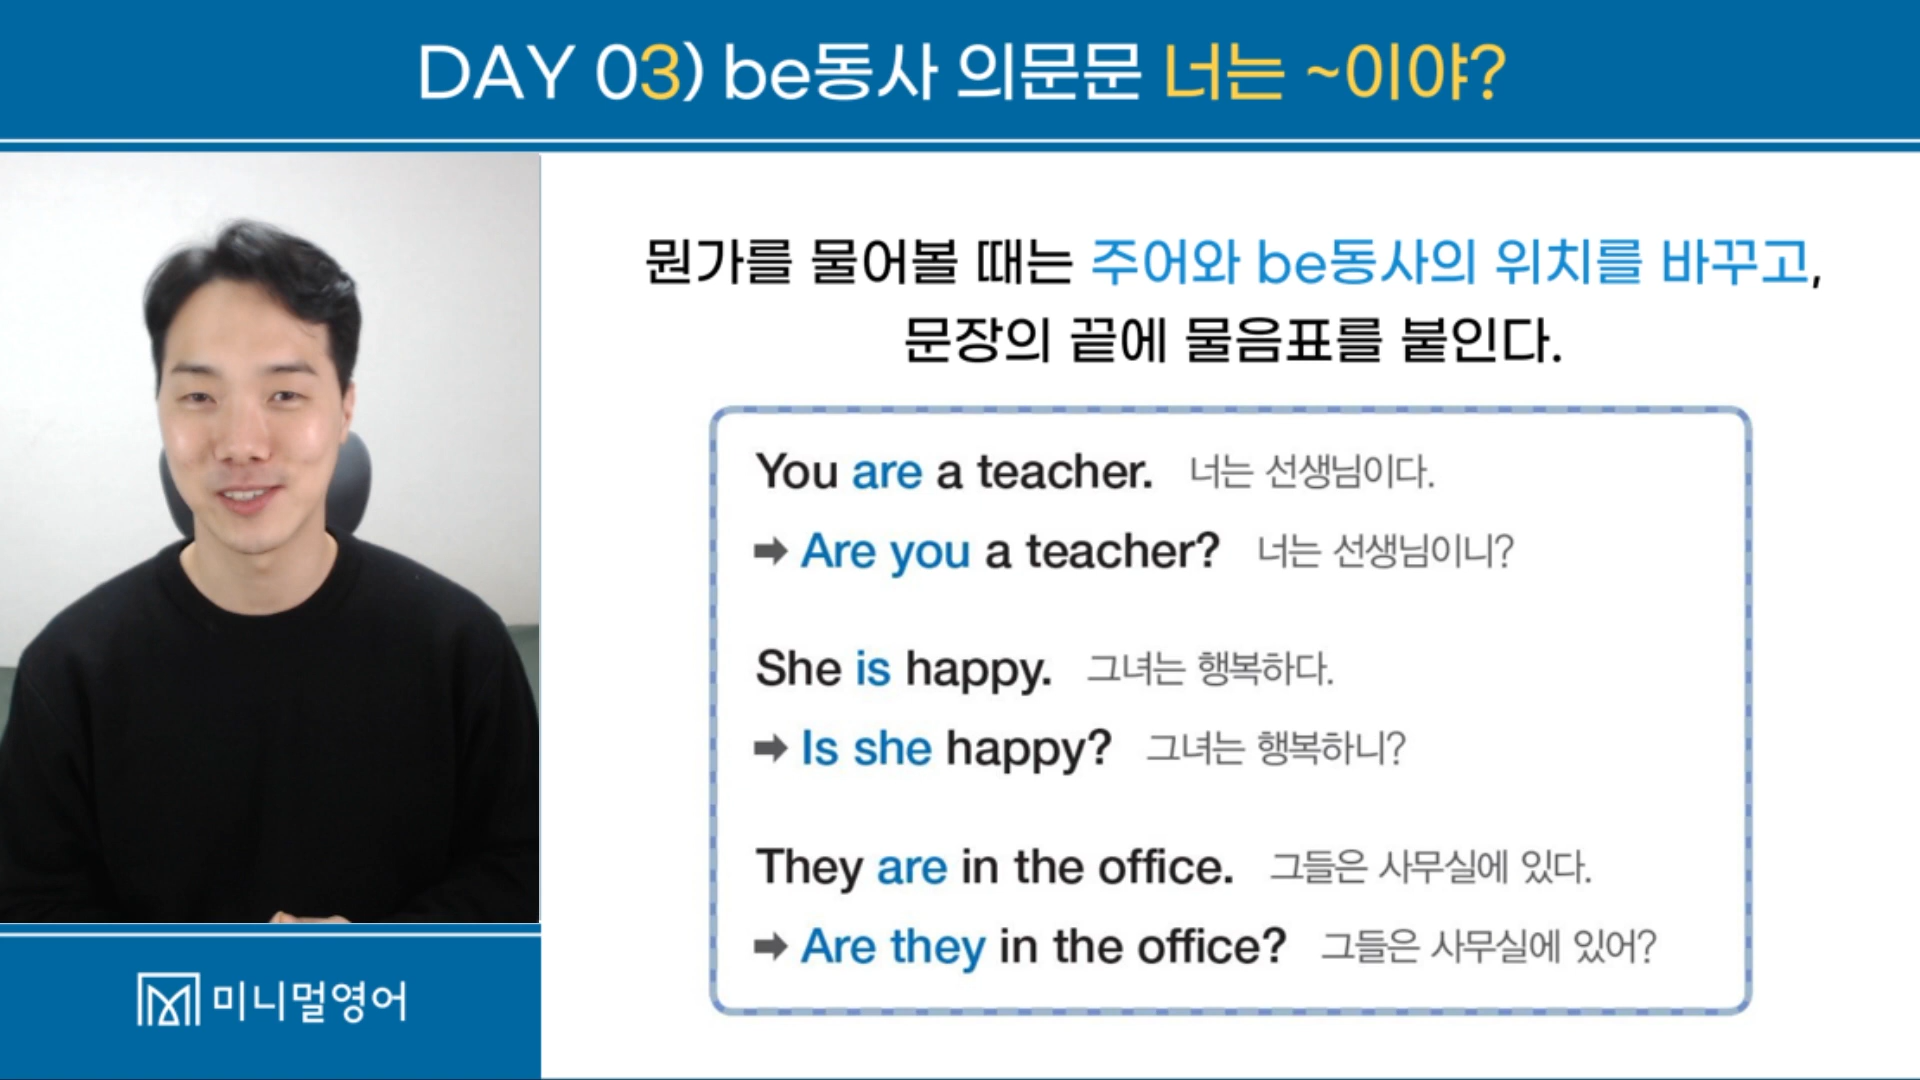 DAY 03) be동사 의문문 너는 ~이야?
뭔가를 물어볼 때는 주어와 be동사의 위치를 바꾸고,
문장의 끝에 물음표를 붙인다.
You are a teacher. 너는 선생님이다.
➡ Are you a teacher? 너는 선생님이니?
She is happy. 그녀는 행복하다.
➡ Is she happy? 그녀는 행복하니?
They are in the office. 그들은 사무실에 있다.
➡ Are they in the office? 그들은 사무실에 있어?
미니멀영어